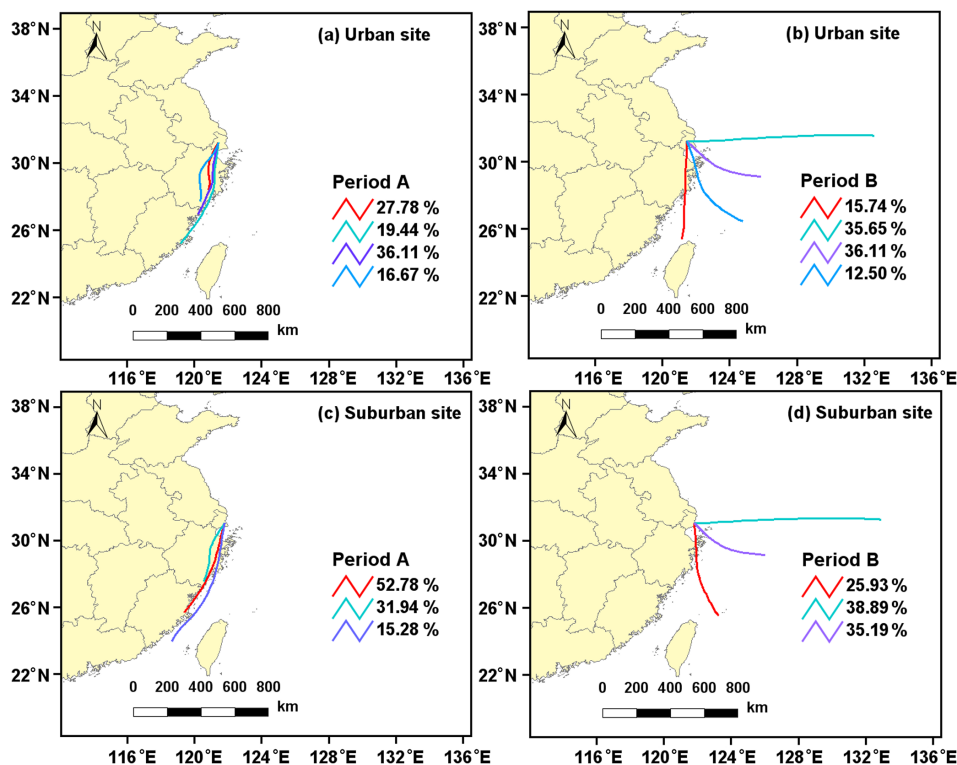 38°N
34°N
30°N
26°N
22°N
N
(a) Urban site
Period A
27.78 %
19.44 %
36.11 %
16.67 %
0 200 400 600 800
km
116°E 120°E 124°E 128°E 132°E 136°E
38°N
34°N
30°N
26°N
22°N
N
(b) Urban site
Period B
15.74 %
35.65 %
36.11 %
12.50 %
0 200 400 600 800
km
116°E 120°E 124°E 128°E 132°E 136°E
38°N
34°N
30°N
26°N
22°N
N
(c) Suburban site
Period A
52.78 %
31.94 %
15.28 %
0 200 400 600 800
km
116°E 120°E 124°E 128°E 132°E 136°E
38°N
34°N
30°N
26°N
22°N
N
(d) Suburban site
Period B
25.93 %
38.89 %
35.19 %
0 200 400 600 800
km
116°E 120°E 124°E 128°E 132°E 136°E